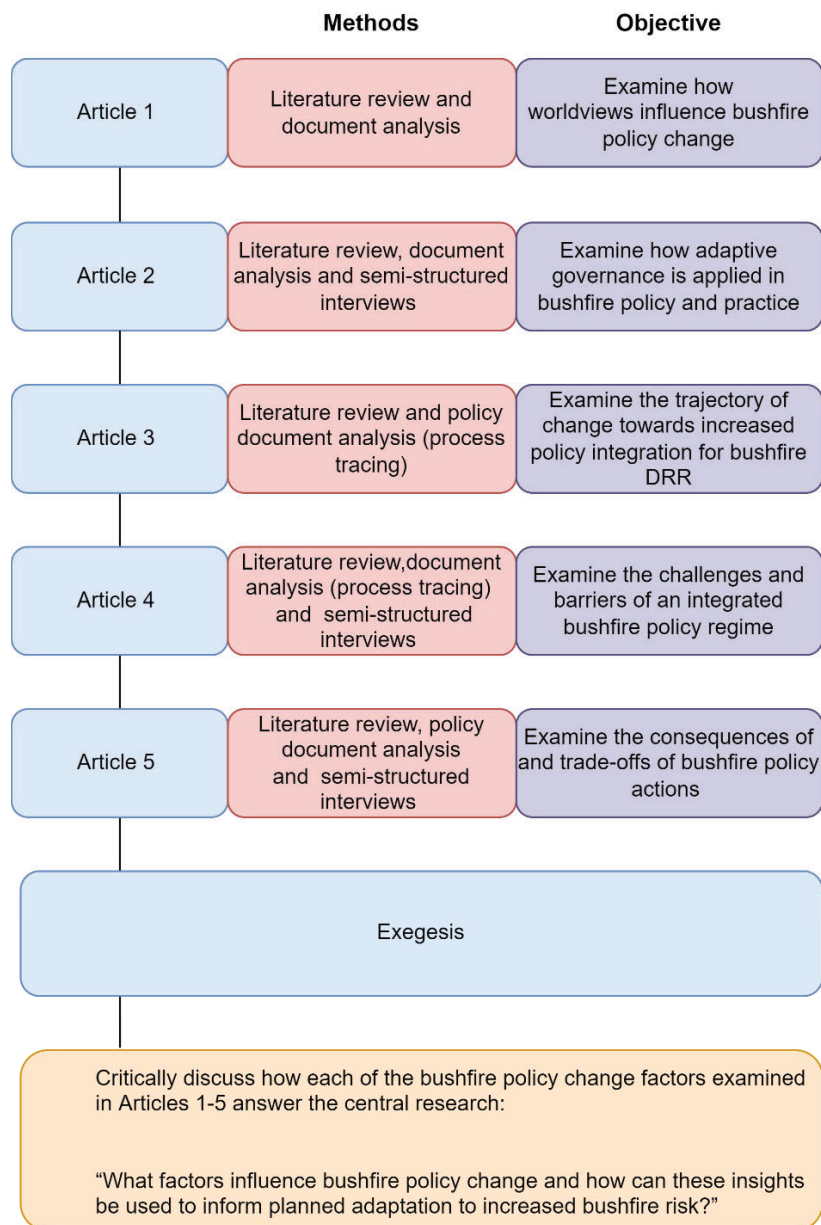 Methods
Objective
Article 1
Literature review and
document analysis
Examine how
worldviews influence bushfire
policy change
Article 2
Literature review, document
analysis and semi-structured
interviews
Examine how adaptive
governance is applied in
bushfire policy and practice
Article 3
Literature review and policy
document analysis (process
tracing)
Examine the trajectory of
change towards increased
policy integration for bushfire
DRR
Article 4
Literature review,document
analysis (process tracing)
and semi-structured
interviews
Examine the challenges and
barriers of an integrated
bushfire policy regime
Article 5
Literature review, policy
document analysis
and semi-structured
interviews
Examine the consequences of
and trade-offs of bushfire policy
actions
Exegesis
Critically discuss how each of the bushfire policy change factors examined
in Articles 1-5 answer the central research:
“What factors influence bushfire policy change and how can these insights
be used to inform planned adaptation to increased bushfire risk?”